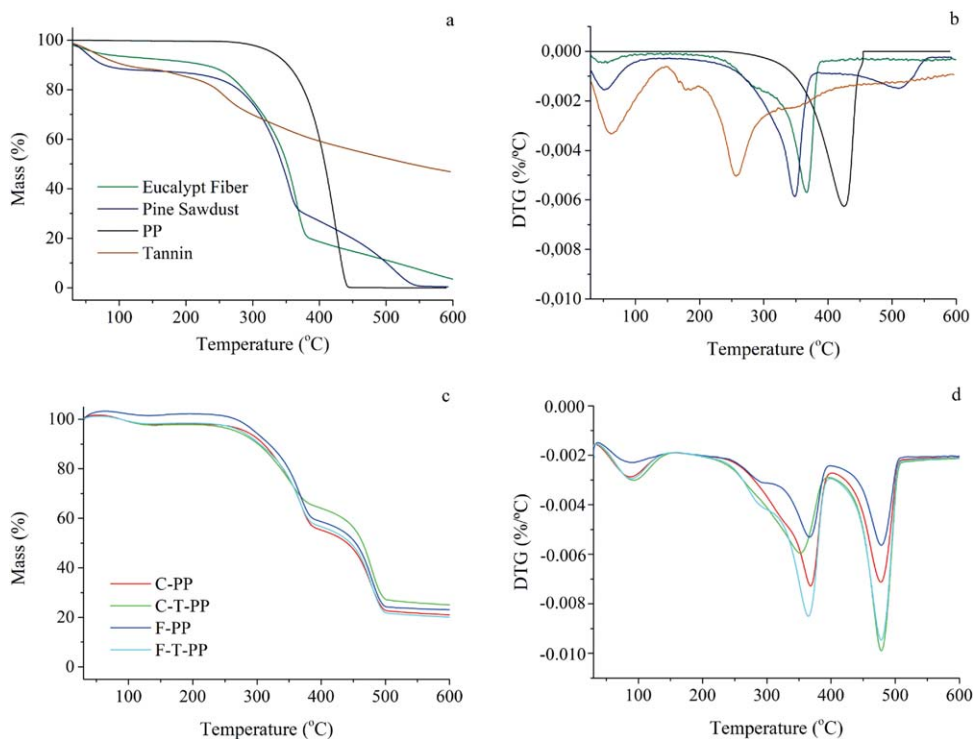 a
100
80
60
40
20
0
Mass (%)
Eucalypt Fiber
Pine Sawdust
PP
Tannin
100 200 300 400 500 600
Temperature (°C)
b
0,000
-0,002
-0,004
-0,006
-0,008
-0,010
DTG (%/ºC)
100 200 300 400 500 600
Temperature (°C)
c
100
80
60
40
20
0
Mass (%)
C-PP
C-T-PP
F-PP
F-T-PP
100 200 300 400 500 600
Temperature (°C)
d
0.000
-0.002
-0.004
-0.006
-0.008
-0.010
DTG (%/ºC)
100 200 300 400 500 600
Temperature (°C)